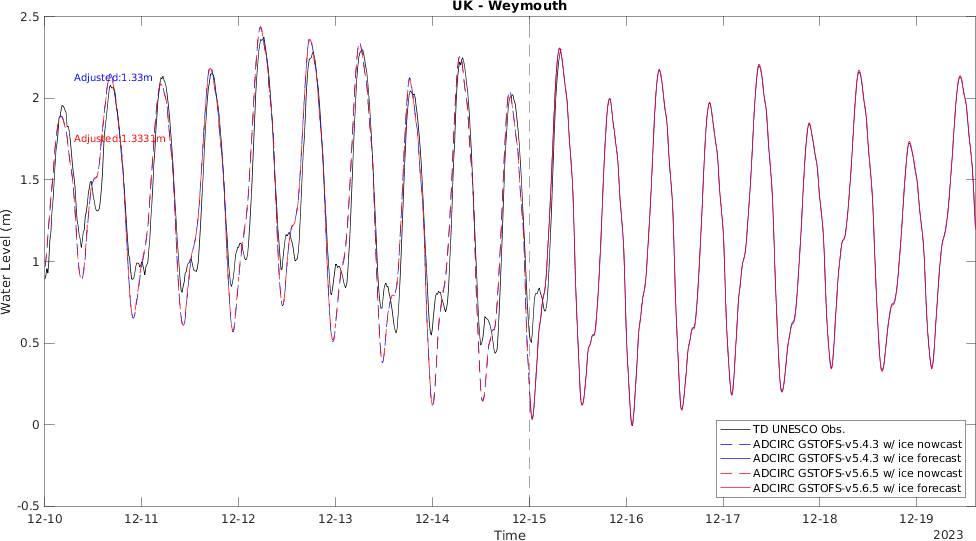 UK - Weymouth
2.5
2
1.5
1
0.5
0
-0.5
Water Level (m)
Adjusted:1.33m
Adjusted:1.3331m
TD UNESCO Obs.
ADCIRC GSTOFS-v5.4.3 w/ ice nowcast
ADCIRC GSTOFS-v5.4.3 w/ ice forecast
ADCIRC GSTOFS-v5.6.5 w/ ice nowcast
ADCIRC GSTOFS-v5.6.5 w/ ice forecast
12-10 12-11 12-12 12-13 12-14 12-15 12-16 12-17 12-18 12-19
Time
2023